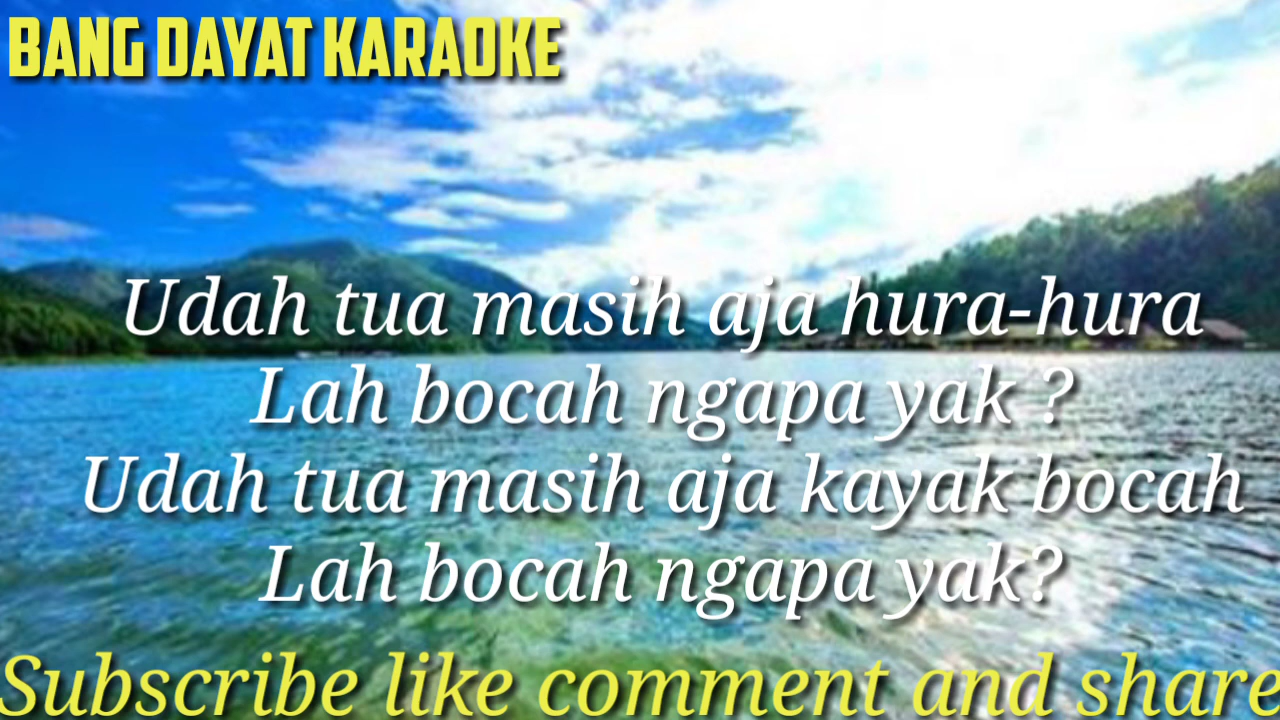 BANG DAYAT KARAOKE
Udah tua masih aja hura-hura
Lah bocah ngapa yak ?
Udah tua masih aja kayak bocah
Lah bocah ngapa yak?
Subscribe like comment and share